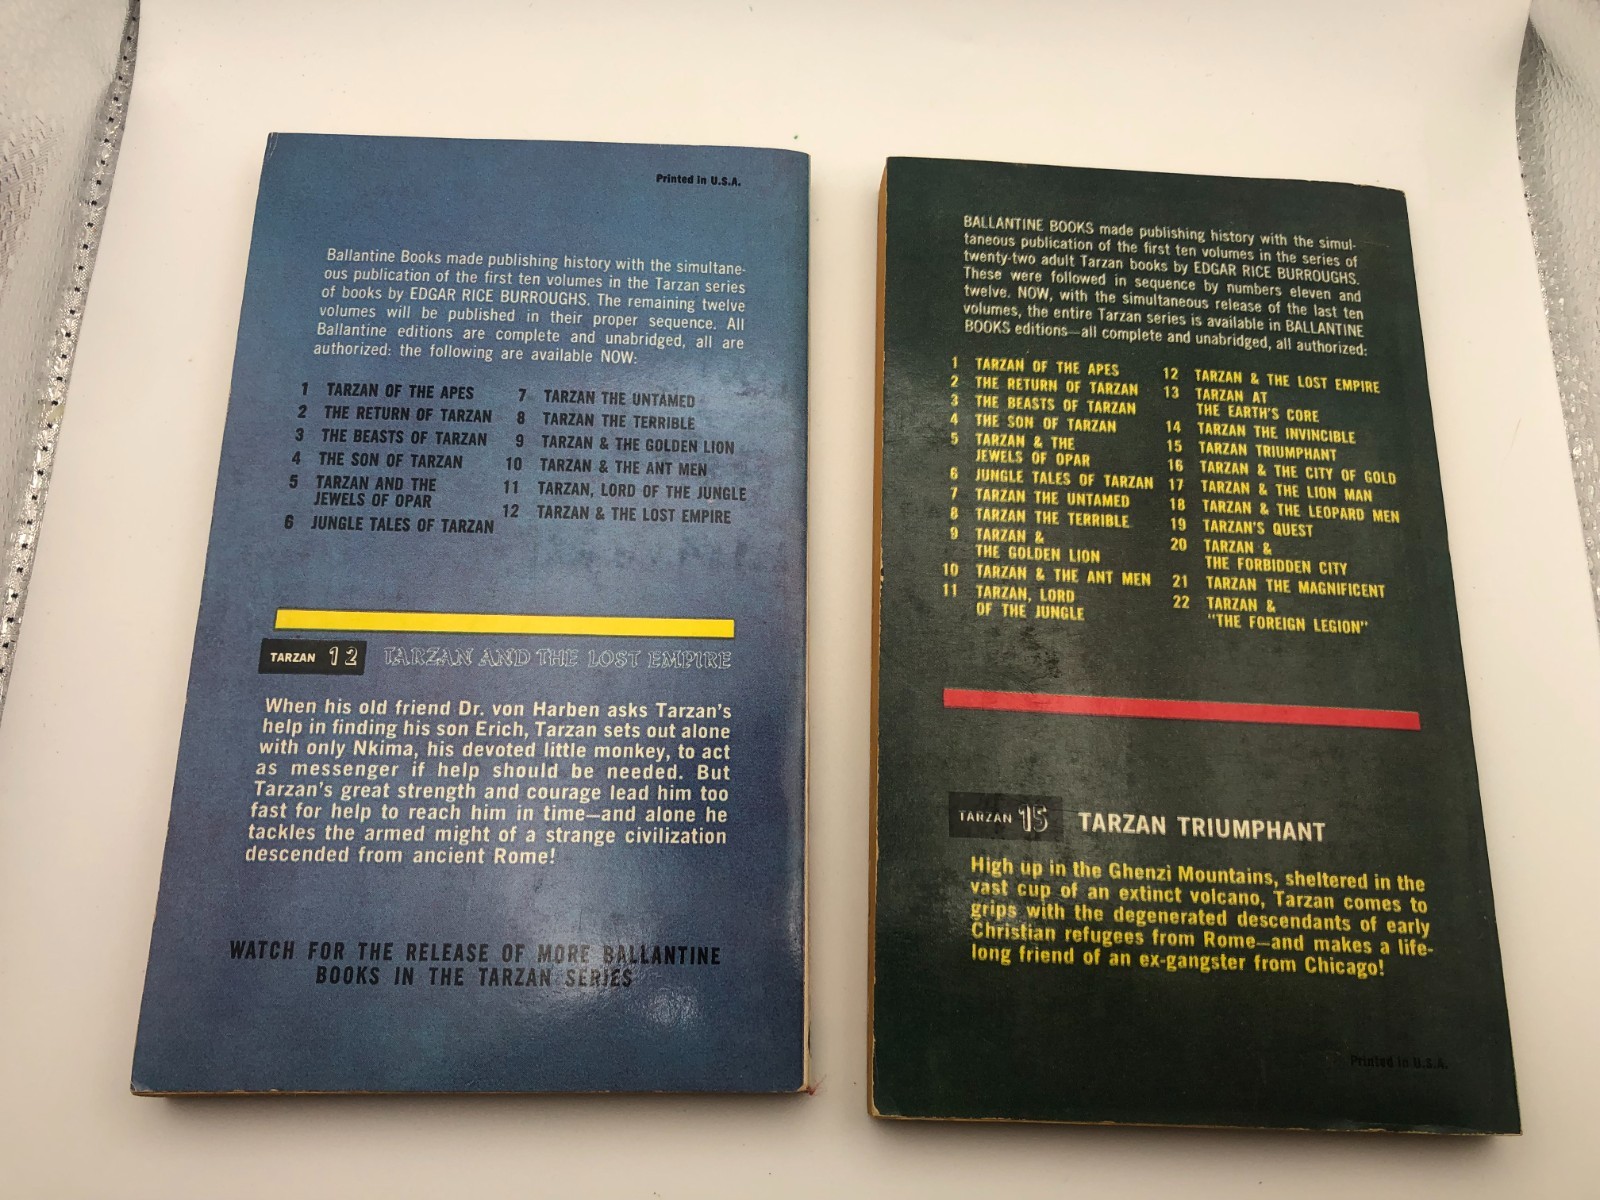 Printed in U.S.A.
Ballantine Books made publishing history with the simultane-
ous publication of the first ten volumes in the Tarzan series
of books by EDGAR RICE BURROUGHS. The remaining twelve
volumes will be published in their proper sequence. All
Ballantine editions are complete and unabridged, all are
authorized: the following are available NOW:
1 TARZAN OF THE APES
2 THE RETURN OF TARZAN
3 THE BEASTS OF TARZAN
4 THE SON OF TARZAN
5 TARZAN AND THE
JEWELS OF OPAR
6 JUNGLE TALES OF TARZAN
7 TARZAN THE UNTAMED
8 TARZAN THE TERRIBLE
9 TARZAN & THE GOLDEN LION
10 TARZAN & THE ANT MEN
11 TARZAN, LORD OF THE JUNGLE
12 TARZAN & THE LOST EMPIRE
TARZAN 12 TARZAN AND THE LOST EMPIRE
When his old friend Dr. von Harben asks Tarzan's
help in finding his son Erich, Tarzan sets out alone
with only Nkima, his devoted little monkey, to act
as messenger if help should be needed. But
Tarzan's great strength and courage lead him too
fast for help to reach him in time—and alone he
tackles the armed might of a strange civilization
descended from ancient Rome!
WATCH FOR THE RELEASE OF MORE BALLANTINE
BOOKS IN THE TARZAN SERIES
BALLANTINE BOOKS made publishing history with the simul-
taneous publication of the first ten volumes in the series of
twenty-two adult Tarzan books by EDGAR RICE BURROUGHS.
These were followed in sequence by numbers eleven and
twelve. NOW, with the simultaneous release of the last ten
volumes, the entire Tarzan series is available in BALLANTINE
BOOKS editions—all complete and unabridged, all authorized:
1 TARZAN OF THE APES
2 THE RETURN OF TARZAN
3 THE BEASTS OF TARZAN
4 THE SON OF TARZAN
5 TARZAN & THE
JEWELS OF OPAR
6 JUNGLE TALES OF TARZAN
7 TARZAN THE UNTAMED
8 TARZAN THE TERRIBLE
9 TARZAN &
THE GOLDEN LION
10 TARZAN & THE ANT MEN
11 TARZAN, LORD
OF THE JUNGLE
12 TARZAN & THE LOST EMPIRE
13 TARZAN AT
THE EARTH'S CORE
14 TARZAN THE INVINCIBLE
15 TARZAN TRIUMPHANT
16 TARZAN & THE CITY OF GOLD
17 TARZAN & THE LION MAN
18 TARZAN & THE LEOPARD MEN
19 TARZAN'S QUEST
20 TARZAN &
THE FORBIDDEN CITY
21 TARZAN THE MAGNIFICENT
22 TARZAN &
"THE FOREIGN LEGION"
TARZAN 15 TARZAN TRIUMPHANT
High up in the Ghenzi Mountains, sheltered in the
vast cup of an extinct volcano, Tarzan comes to
grips with the degenerated descendants of early
Christian refugees from Rome—and makes a life-
long friend of an ex-gangster from Chicago!
Printed in U.S.A.